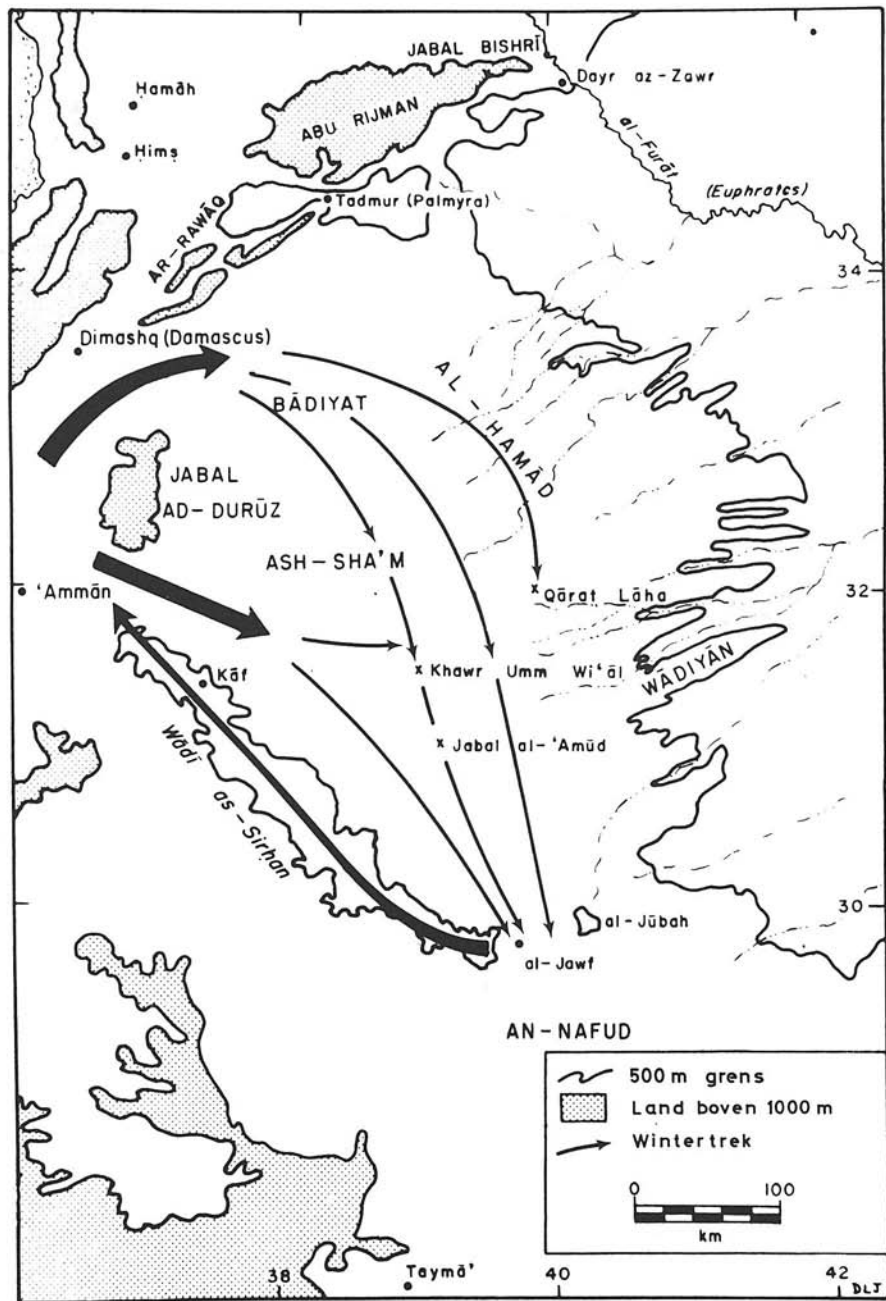 JABAL BISHRĪ
Dayr az-Zawr
Hamāh
ABU RIJMAN
al-Furāt
Hims
(Euphrates)
Tadmur (Palmyra)
AR-RAWĀQ
34
Dimashq (Damascus)
AL-HAMĀD
BĀDIYAT
JABAL
AD-DURŪZ
ASH-SHA'M
'Ammān
Qārat Lāha
32
Kāf
Khawr Umm Wi'āl
WĀDIYĀN
Wādī
as-Sirḥan
Jabal al-'Amūd
30
al-Jūbah
al-Jawf
AN-NAFUD
500 m grens
Land boven 1000 m
Wintertrek
0 100
km
Taymā'
38 40 42
DLJ